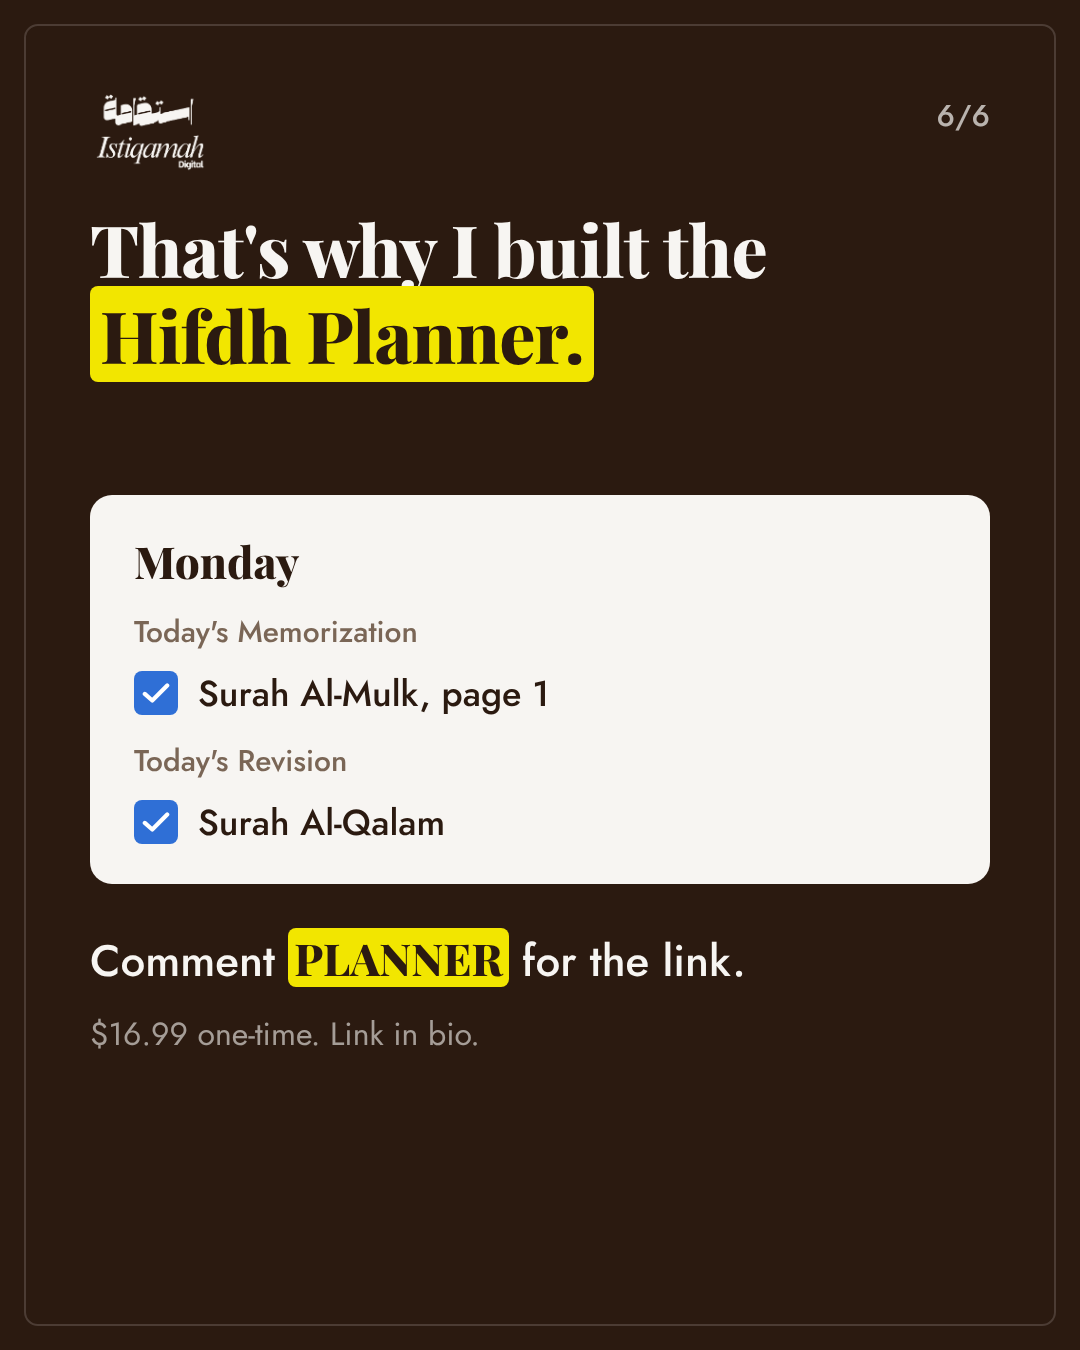 استقامة
Istiqamah
Digital
6/6
That's why I built the
Hifdh Planner.
Monday
Today's Memorization
Surah Al-Mulk, page 1
Today's Revision
Surah Al-Qalam
Comment PLANNER for the link.
$16.99 one-time. Link in bio.